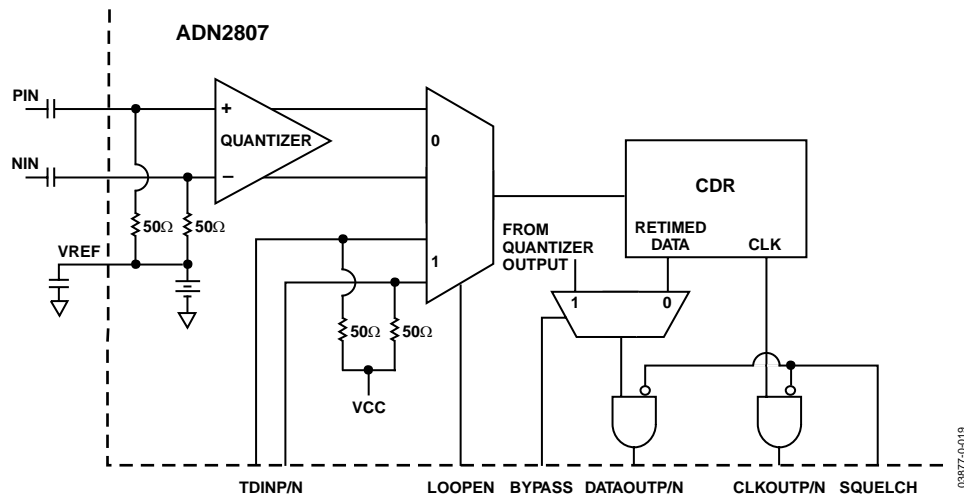 ADN2807
PIN
+
QUANTIZER
NIN
−
0
50Ω
50Ω
VREF
1
50Ω
50Ω
VCC
CDR
RETIMED
DATA
CLK
FROM
QUANTIZER
OUTPUT
1
0
TDINP/N
LOOPEN
BYPASS
DATAOUTP/N
CLKOUTP/N
SQUELCH
03877-0-019